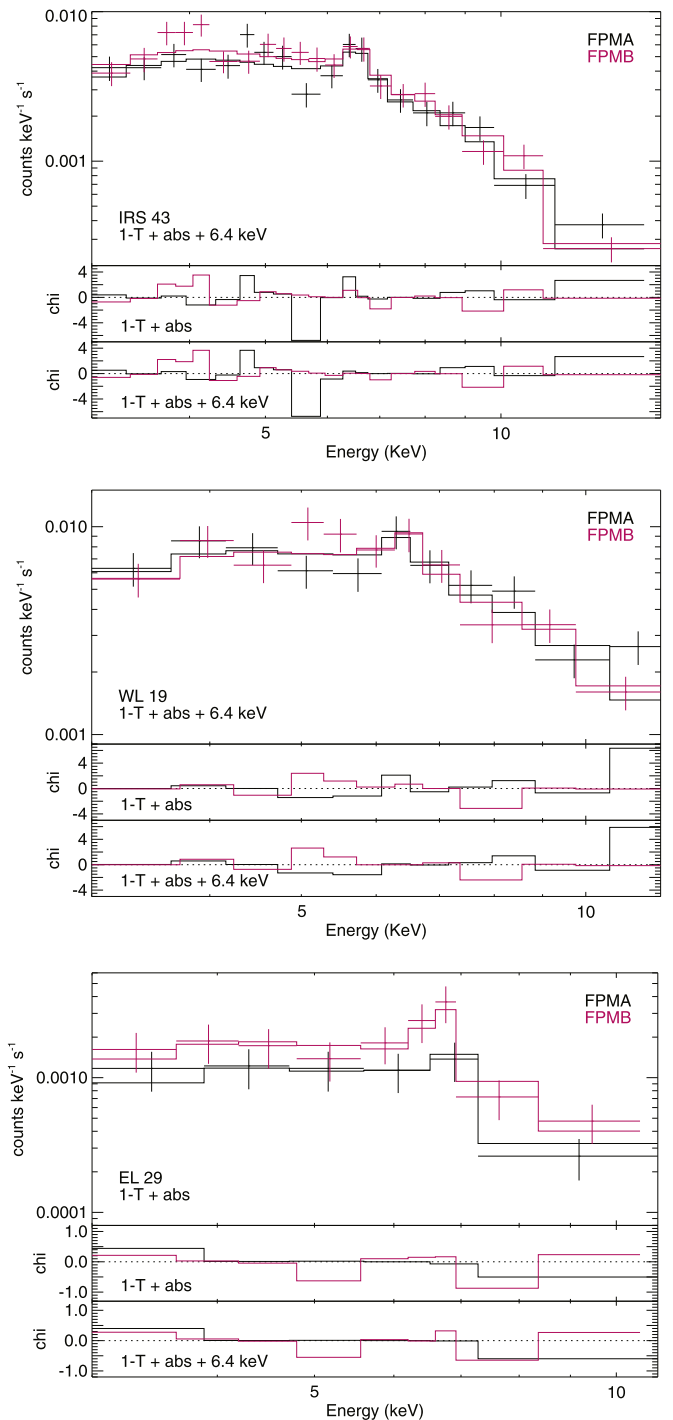 0.010
FPMA
FPMB
counts keV⁻¹ s⁻¹
0.001
IRS 43
1-T + abs + 6.4 keV
4
0
-4
chi
1-T + abs
4
0
-4
chi
1-T + abs + 6.4 keV
5
10
Energy (KeV)
0.010
FPMA
FPMB
counts keV⁻¹ s⁻¹
WL 19
1-T + abs + 6.4 keV
0.001
4
0
-4
chi
1-T + abs
4
0
-4
chi
1-T + abs + 6.4 keV
5
10
Energy (KeV)
FPMA
FPMB
counts keV⁻¹ s⁻¹
0.0010
EL 29
1-T + abs
0.0001
1.0
0.0
-1.0
chi
1-T + abs
1.0
0.0
-1.0
chi
1-T + abs + 6.4 keV
5
10
Energy (keV)